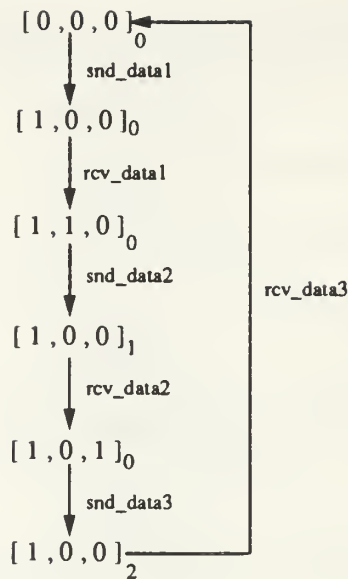 [ 0 , 0 , 0 ]0
snd_data1
[ 1 , 0 , 0 ]0
rcv_data1
[ 1 , 1 , 0 ]0
snd_data2
rcv_data3
[ 1 , 0 , 0 ]1
rcv_data2
[ 1 , 0 , 1 ]0
snd_data3
[ 1 , 0 , 0 ]2